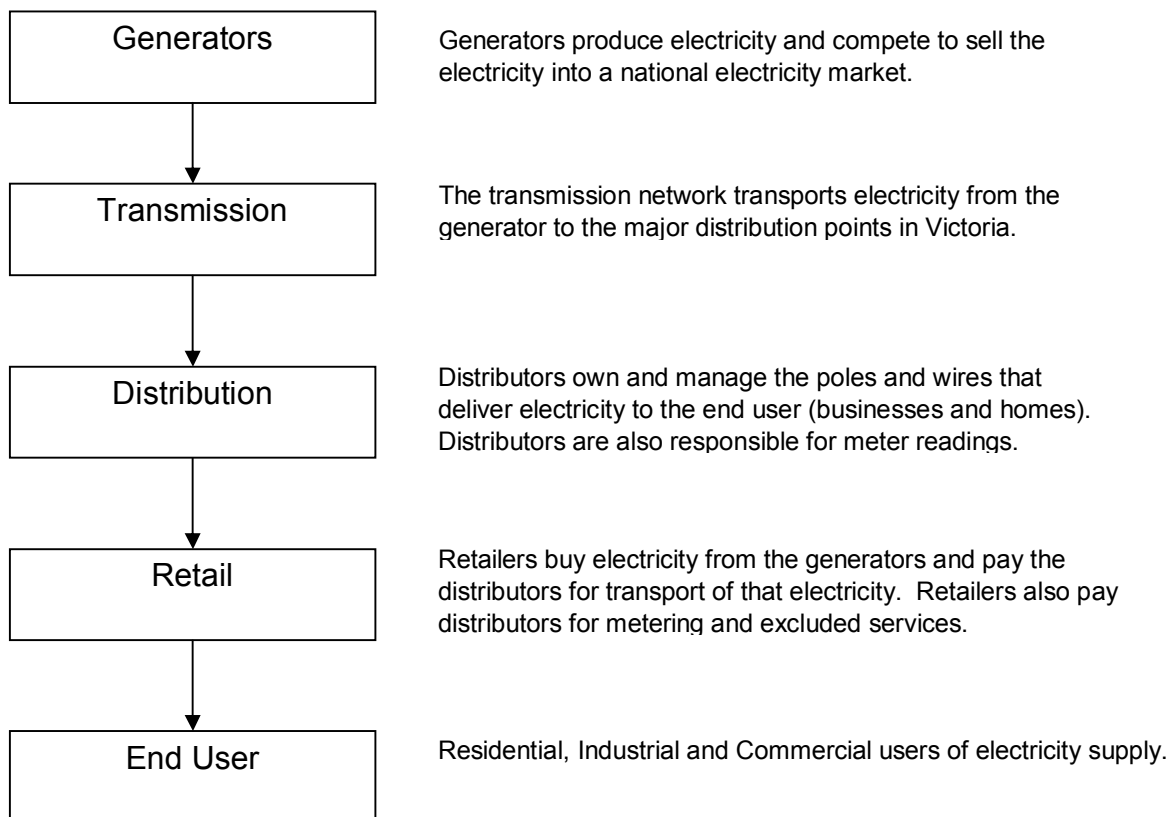 Generators
Generators produce electricity and compete to sell the
electricity into a national electricity market.
Transmission
The transmission network transports electricity from the
generator to the major distribution points in Victoria.
Distribution
Distributors own and manage the poles and wires that
deliver electricity to the end user (businesses and homes).
Distributors are also responsible for meter readings.
Retail
Retailers buy electricity from the generators and pay the
distributors for transport of that electricity.  Retailers also pay
distributors for metering and excluded services.
End User
Residential, Industrial and Commercial users of electricity supply.